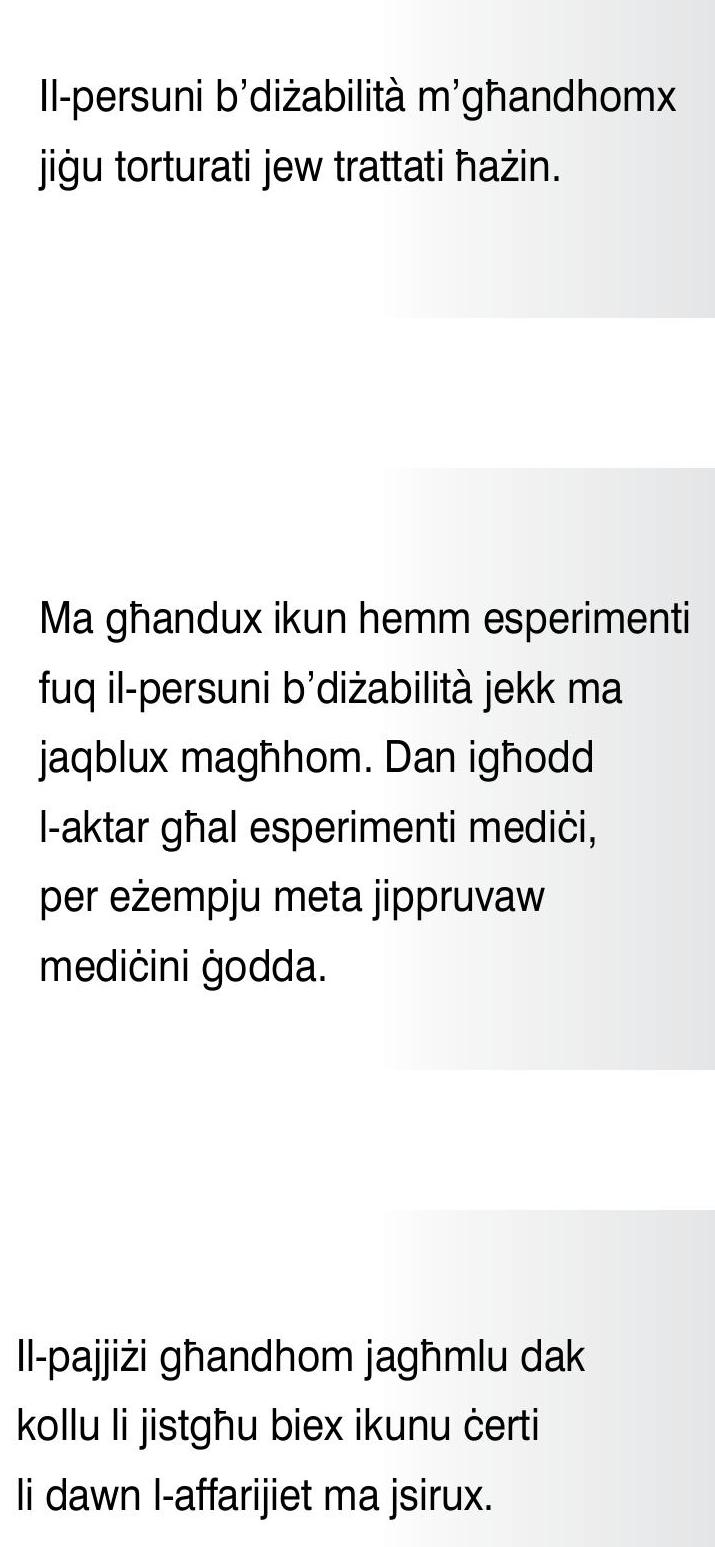 Il-persuni b’diżabilità m’għandhomx
jiġu torturati jew trattati ħażin.
Ma għandux ikun hemm esperimenti
fuq il-persuni b’diżabilità jekk ma
jaqblux magħhom. Dan igħodd
l-aktar għal esperimenti mediċi,
per eżempju meta jippruvaw
mediċini ġodda.
Il-pajjiżi għandhom jagħmlu dak
kollu li jistgħu biex ikunu ċerti
li dawn l-affarijiet ma jsirux.